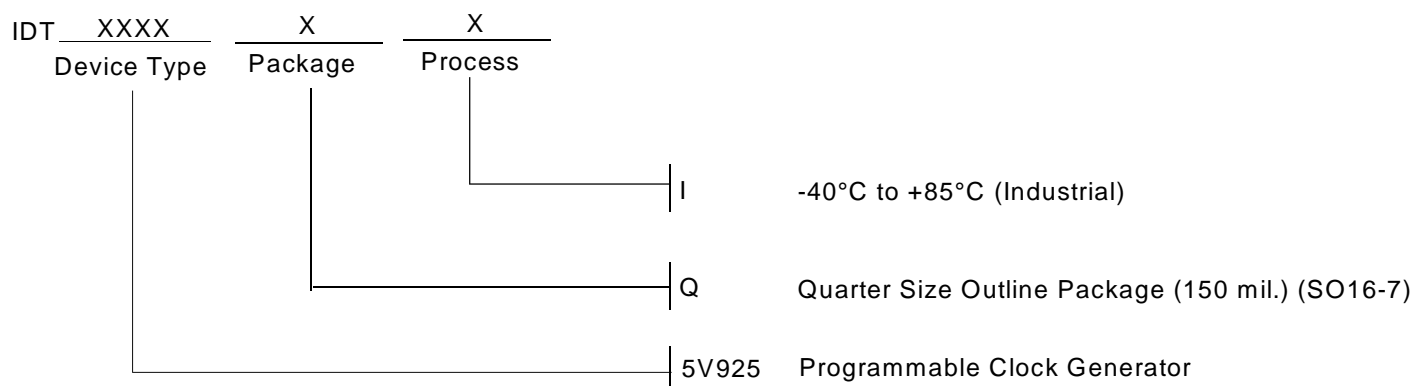 IDT XXXX X X
Device Type Package Process
I -40°C to +85°C (Industrial)
Q Quarter Size Outline Package (150 mil.) (SO16-7)
5V925 Programmable Clock Generator